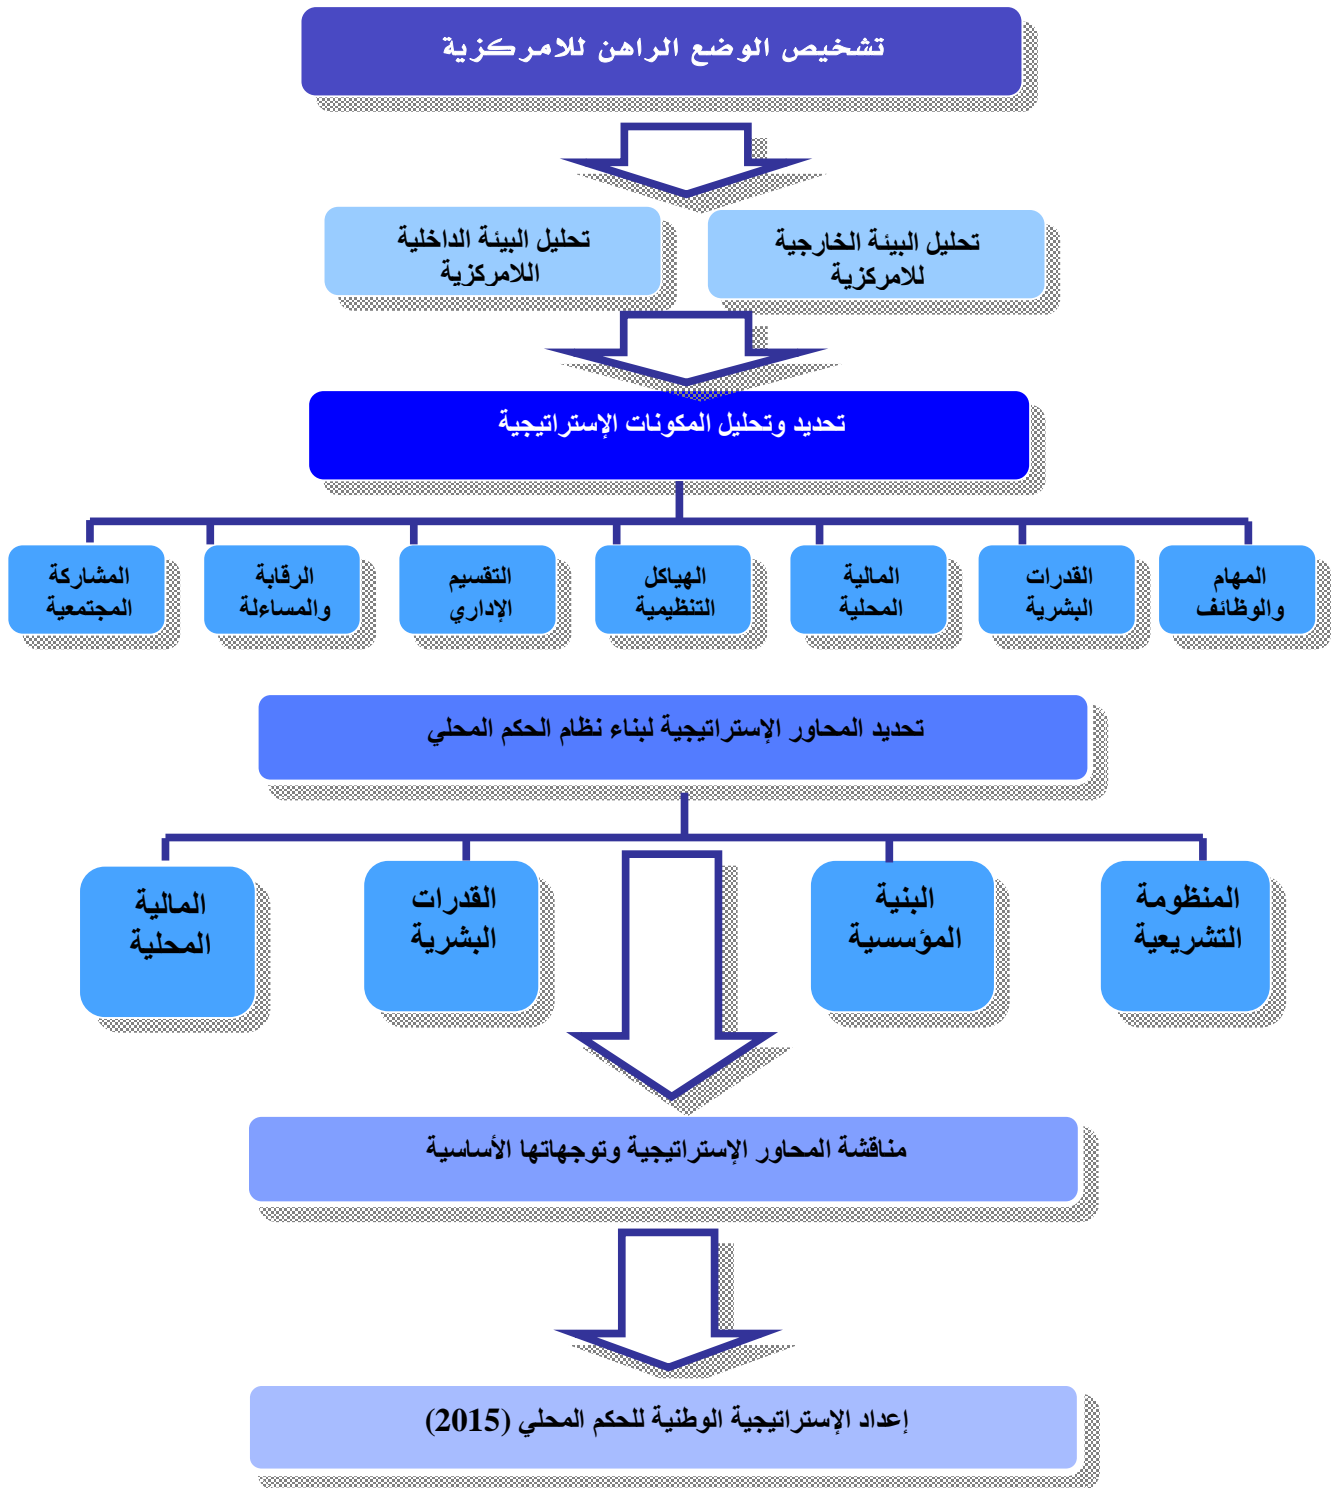 تشخيص الوضع الراهن للامركزية
تحليل البيئة الخارجية
للامركزية
تحليل البيئة الداخلية
اللامركزية
تحديد وتحليل المكونات الإستراتيجية
المهام
والوظائف
القدرات
البشرية
المالية
المحلية
الهياكل
التنظيمية
التقسيم
الإداري
الرقابة
والمساءلة
المشاركة
المجتمعية
تحديد المحاور الإستراتيجية لبناء نظام الحكم المحلي
المنظومة
التشريعية
البنية
المؤسسية
القدرات
البشرية
المالية
المحلية
مناقشة المحاور الإستراتيجية وتوجهاتها الأساسية
إعداد الإستراتيجية الوطنية للحكم المحلي (2015)